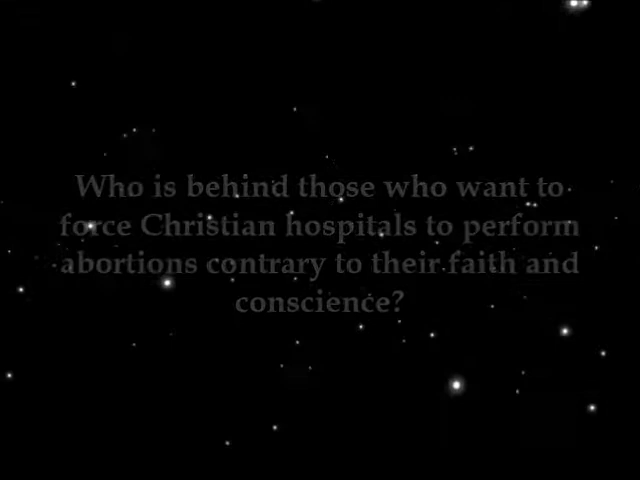 Who is behind those who want to
force Christian hospitals to perform
abortions contrary to their faith and
conscience?